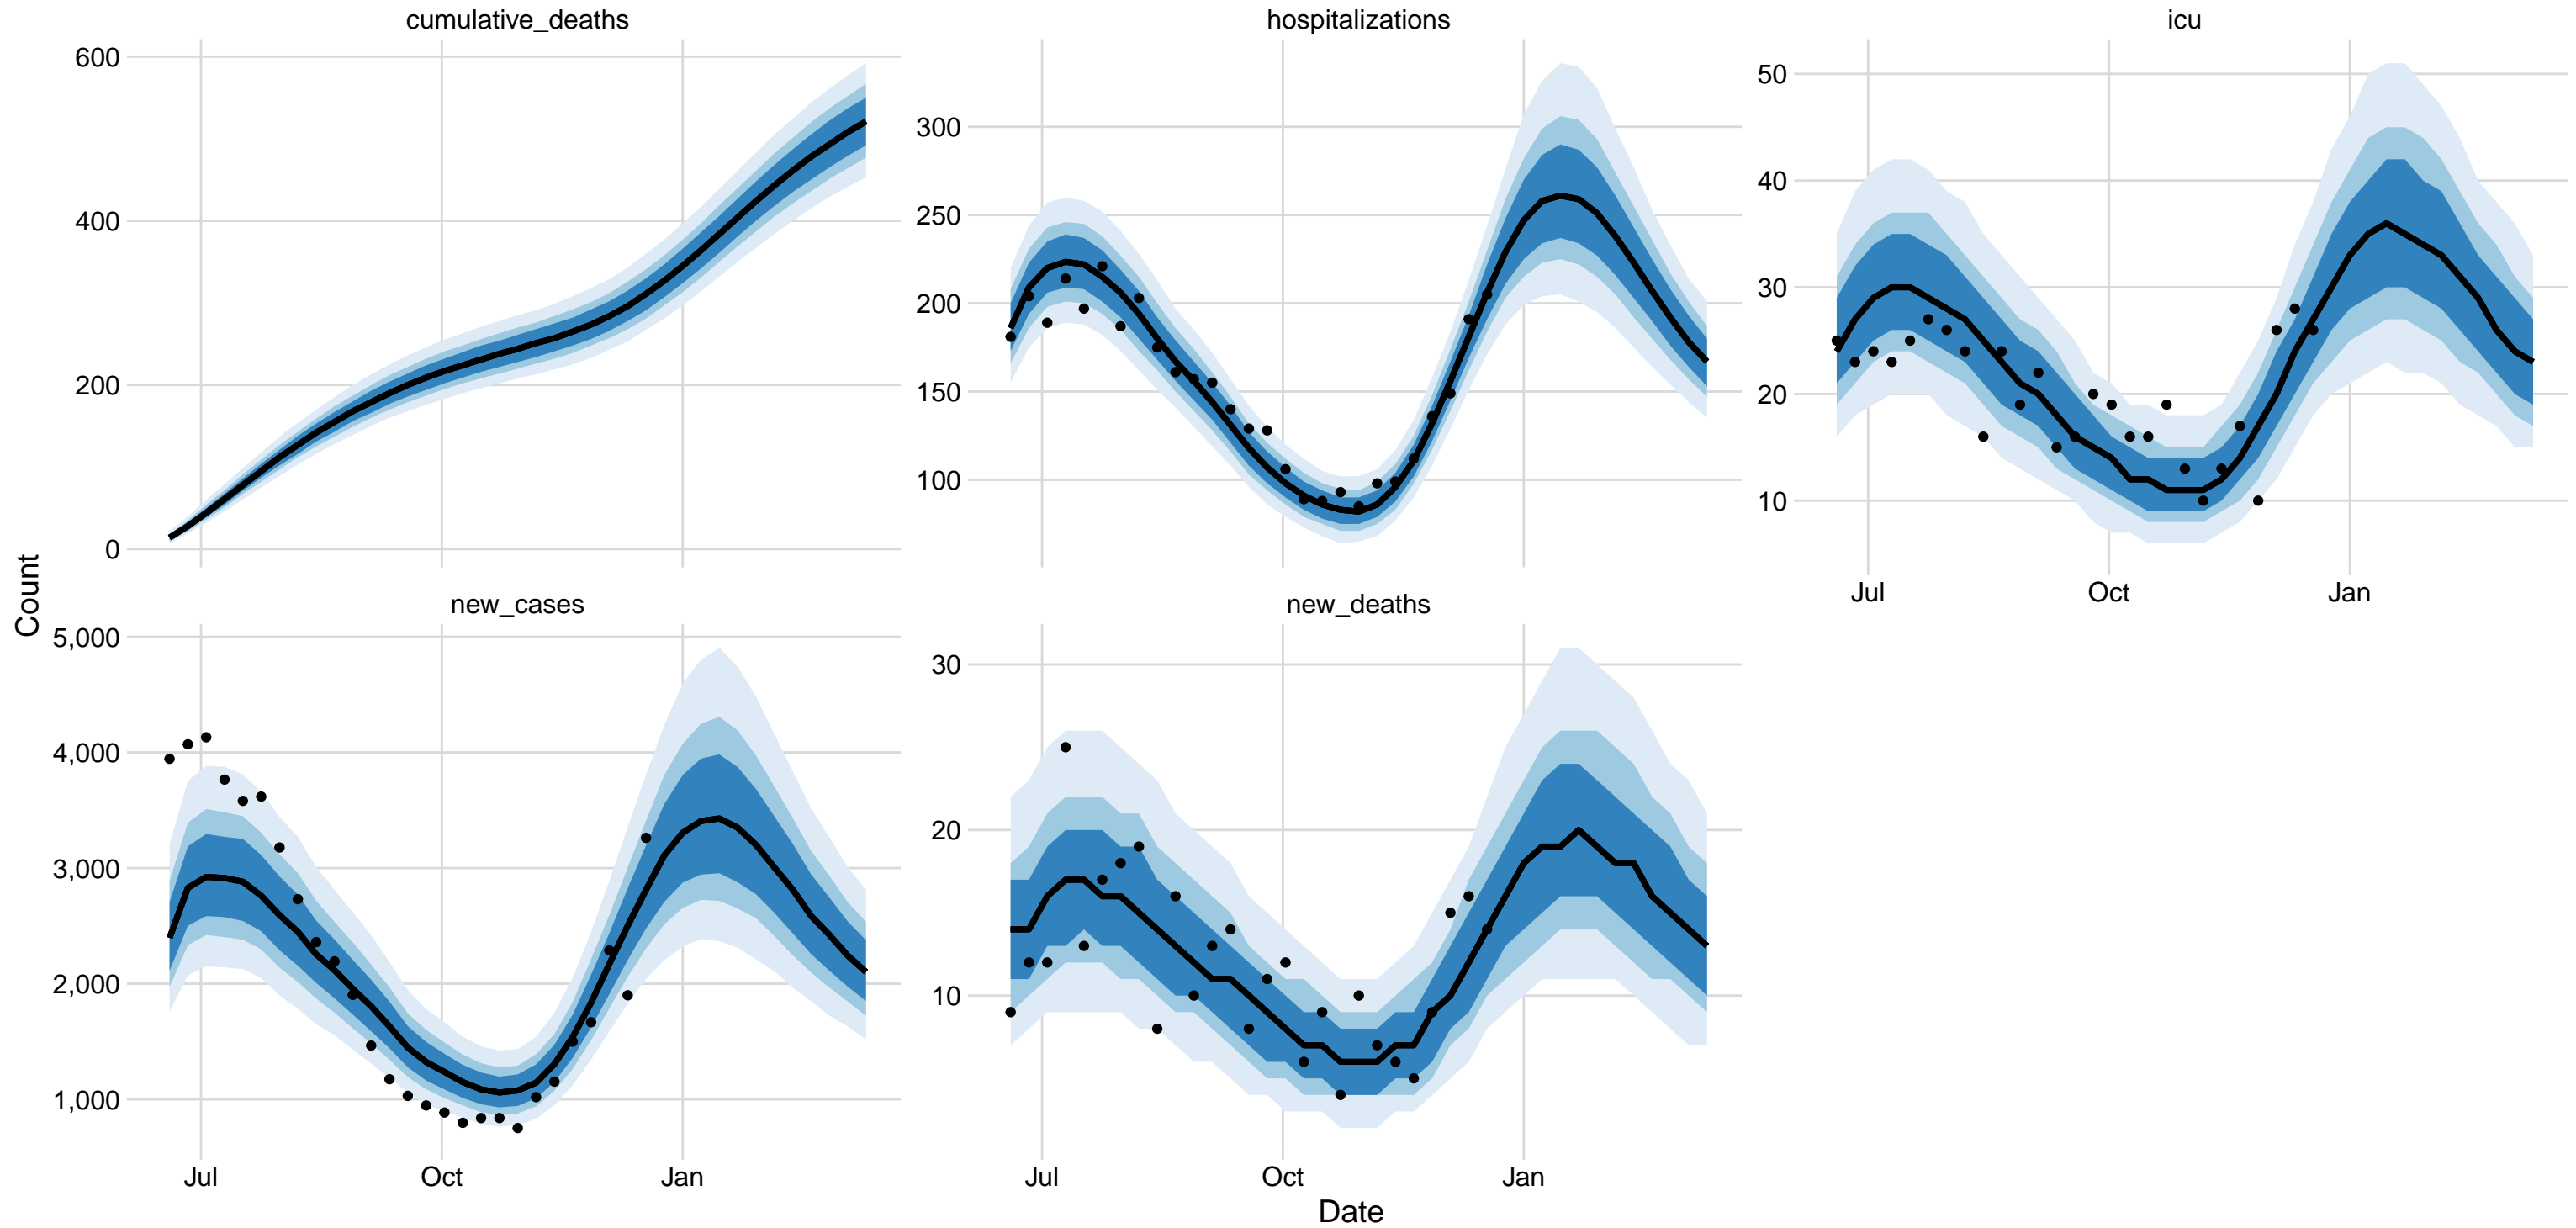 cumulative_deaths
hospitalizations
icu
600
400
200
0
300
250
200
150
100
50
40
30
20
10
Jul
Oct
Jan
Count
new_cases
new_deaths
5,000
4,000
3,000
2,000
1,000
30
20
10
Jul
Oct
Jan
Jul
Oct
Jan
Date